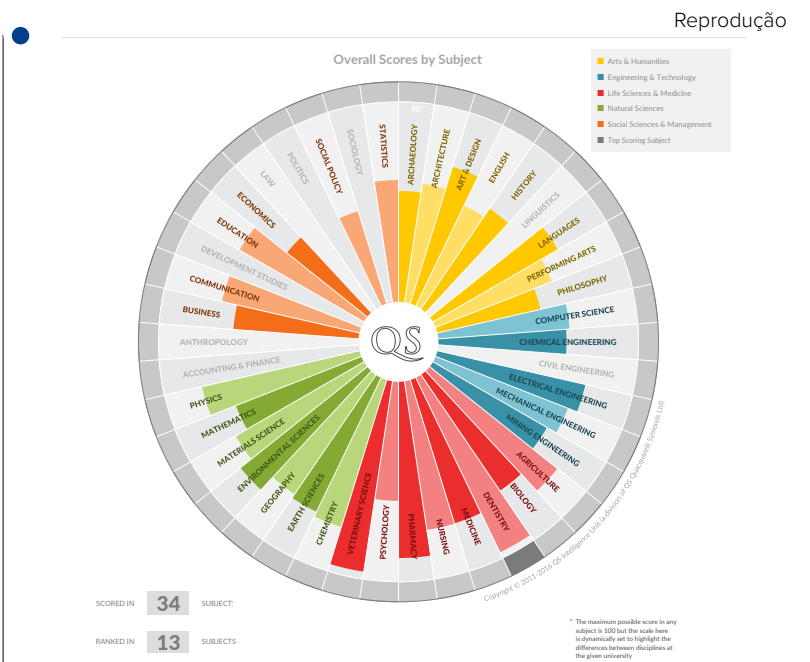 Reprodução
Overall Scores by Subject
Arts & Humanities
Engineering & Technology
Life Sciences & Medicine
Natural Sciences
Social Sciences & Management
Top Scoring Subject
80*
ARCHAEOLOGY
ARCHITECTURE
ART & DESIGN
ENGLISH
HISTORY
LINGUISTICS
LANGUAGES
PERFORMING ARTS
PHILOSOPHY
COMPUTER SCIENCE
CHEMICAL ENGINEERING
CIVIL ENGINEERING
ELECTRICAL ENGINEERING
MECHANICAL ENGINEERING
MINING ENGINEERING
AGRICULTURE
BIOLOGY
DENTISTRY
MEDICINE
NURSING
PHARMACY
PSYCHOLOGY
VETERINARY SCIENCE
CHEMISTRY
EARTH SCIENCES
GEOGRAPHY
ENVIRONMENTAL SCIENCES
MATERIALS SCIENCE
MATHEMATICS
PHYSICS
ACCOUNTING & FINANCE
ANTHROPOLOGY
BUSINESS
COMMUNICATION
DEVELOPMENT STUDIES
EDUCATION
ECONOMICS
LAW
POLITICS
SOCIAL POLICY
SOCIOLOGY
STATISTICS
QS
Copyright © 2011-2016 QS Intelligence Unit (a division of QS Quacquarelli Symonds Ltd)
SCORED IN 34 SUBJECT:
RANKED IN 13 SUBJECTS
* The maximum possible score in any
subject is 100 but the scale here
is dynamically set to highlight the
differences between disciplines at
the given university